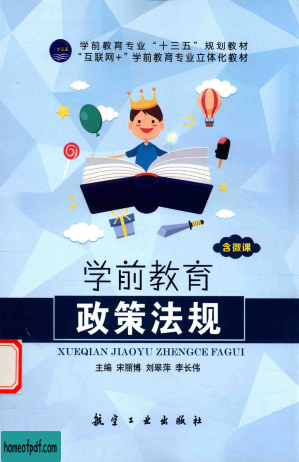 学前教育专业“十三五”规划教材
“互联网+”学前教育专业立体化教材
十三五
含微课
学前教育
政策法规
XUEQIAN JIAOYU ZHENGCE FAGUI
主编 宋丽博 刘翠萍 李长伟
航空工业出版社
homeofpdf.com